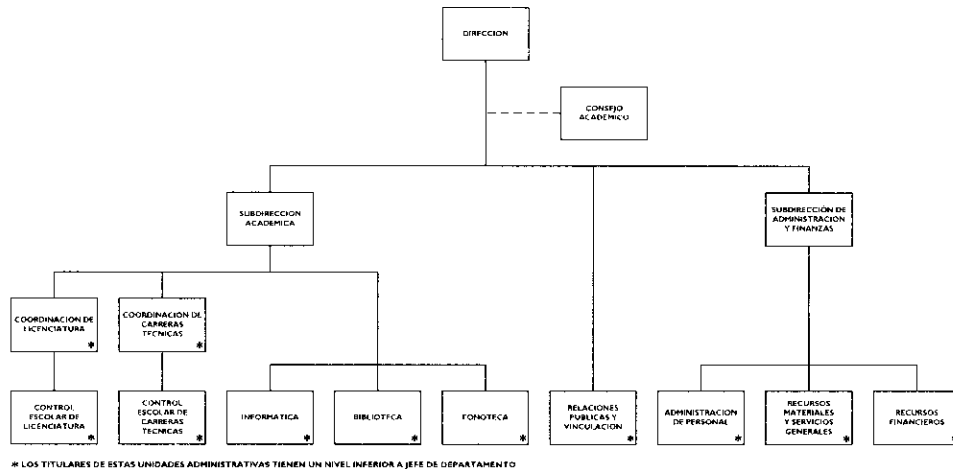 DIRECCION
CONSEJO
ACADEMICO
SUBDIRECCION
ACADEMICA
SUBDIRECCIÓN DE
ADMINISTRACION
Y FINANZAS
COORDINACION DE
LICENCIATURA
*
COORDINACION DE
CARRERAS
TECNICAS
*
CONTROL
ESCOLAR DE
LICENCIATURA
*
CONTROL
ESCOLAR DE
CARRERAS
TECNICAS
*
INFORMATICA
*
BIBLIOTECA
*
FONOTECA
*
RELACIONES
PUBLICAS Y
VINCULACION
*
ADMINISTRACION
DE PERSONAL
*
RECURSOS
MATERIALES
Y SERVICIOS
GENERALES
*
RECURSOS
FINANCIEROS
*
* LOS TITULARES DE ESTAS UNIDADES ADMINISTRATIVAS TIENEN UN NIVEL INFERIOR A JEFE DE DEPARTAMENTO